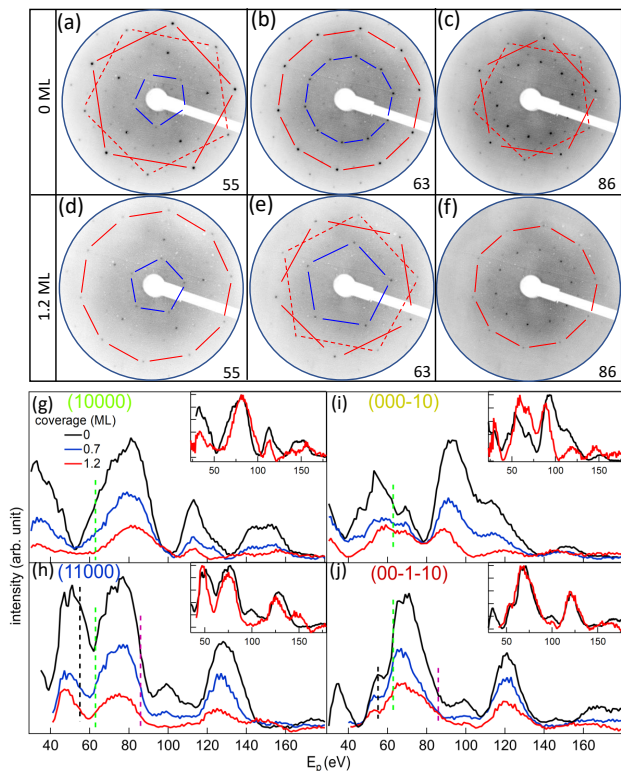 (a) (b) (c)
0 ML
55 63 86
(d) (e) (f)
1.2 ML
55 63 86
(g) (10000)
coverage (ML)
0
0.7
1.2
50 100 150
(i) (000-10)
50 100 150
intensity (arb. unit)
(h) (11000)
50 100 150
(j) (00-1-10)
50 100 150
40 60 80 100 120 140 160
40 60 80 100 120 140 160
Ep (eV)